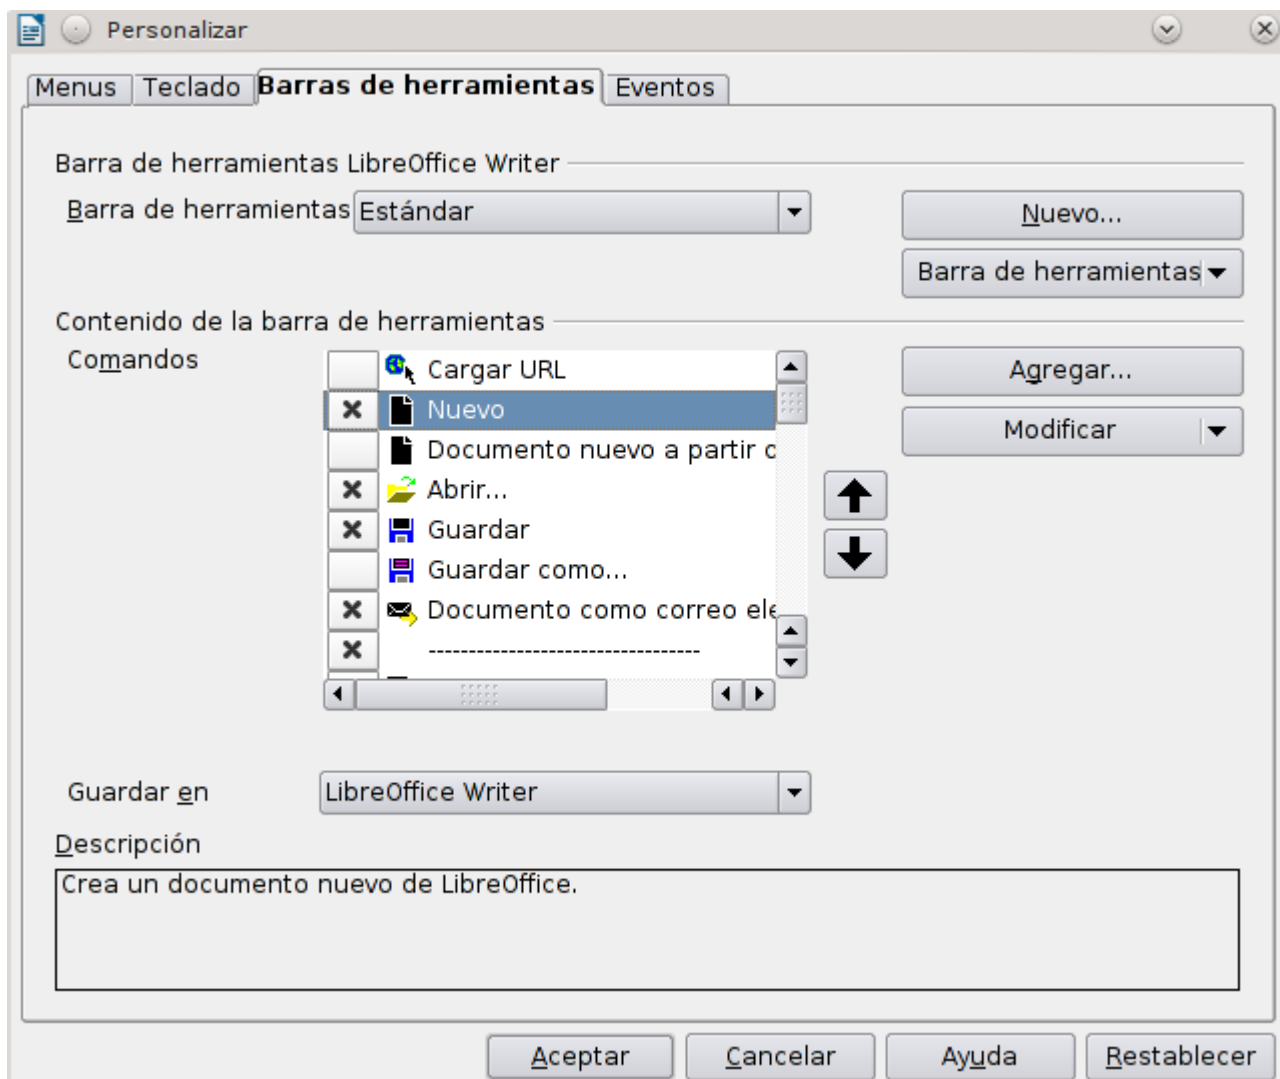 Personalizar
Menus Teclado Barras de herramientas Eventos
Barra de herramientas LibreOffice Writer
Barra de herramientas Estándar Nuevo...
Barra de herramientas
Contenido de la barra de herramientas
Comandos Cargar URL Agregar...
Nuevo Modificar
Documento nuevo a partir
Abrir...
Guardar
Guardar como...
Documento como correo ele
---------------------------------
Guardar en LibreOffice Writer
Descripción
Crea un documento nuevo de LibreOffice.
Aceptar Cancelar Ayuda Restablecer